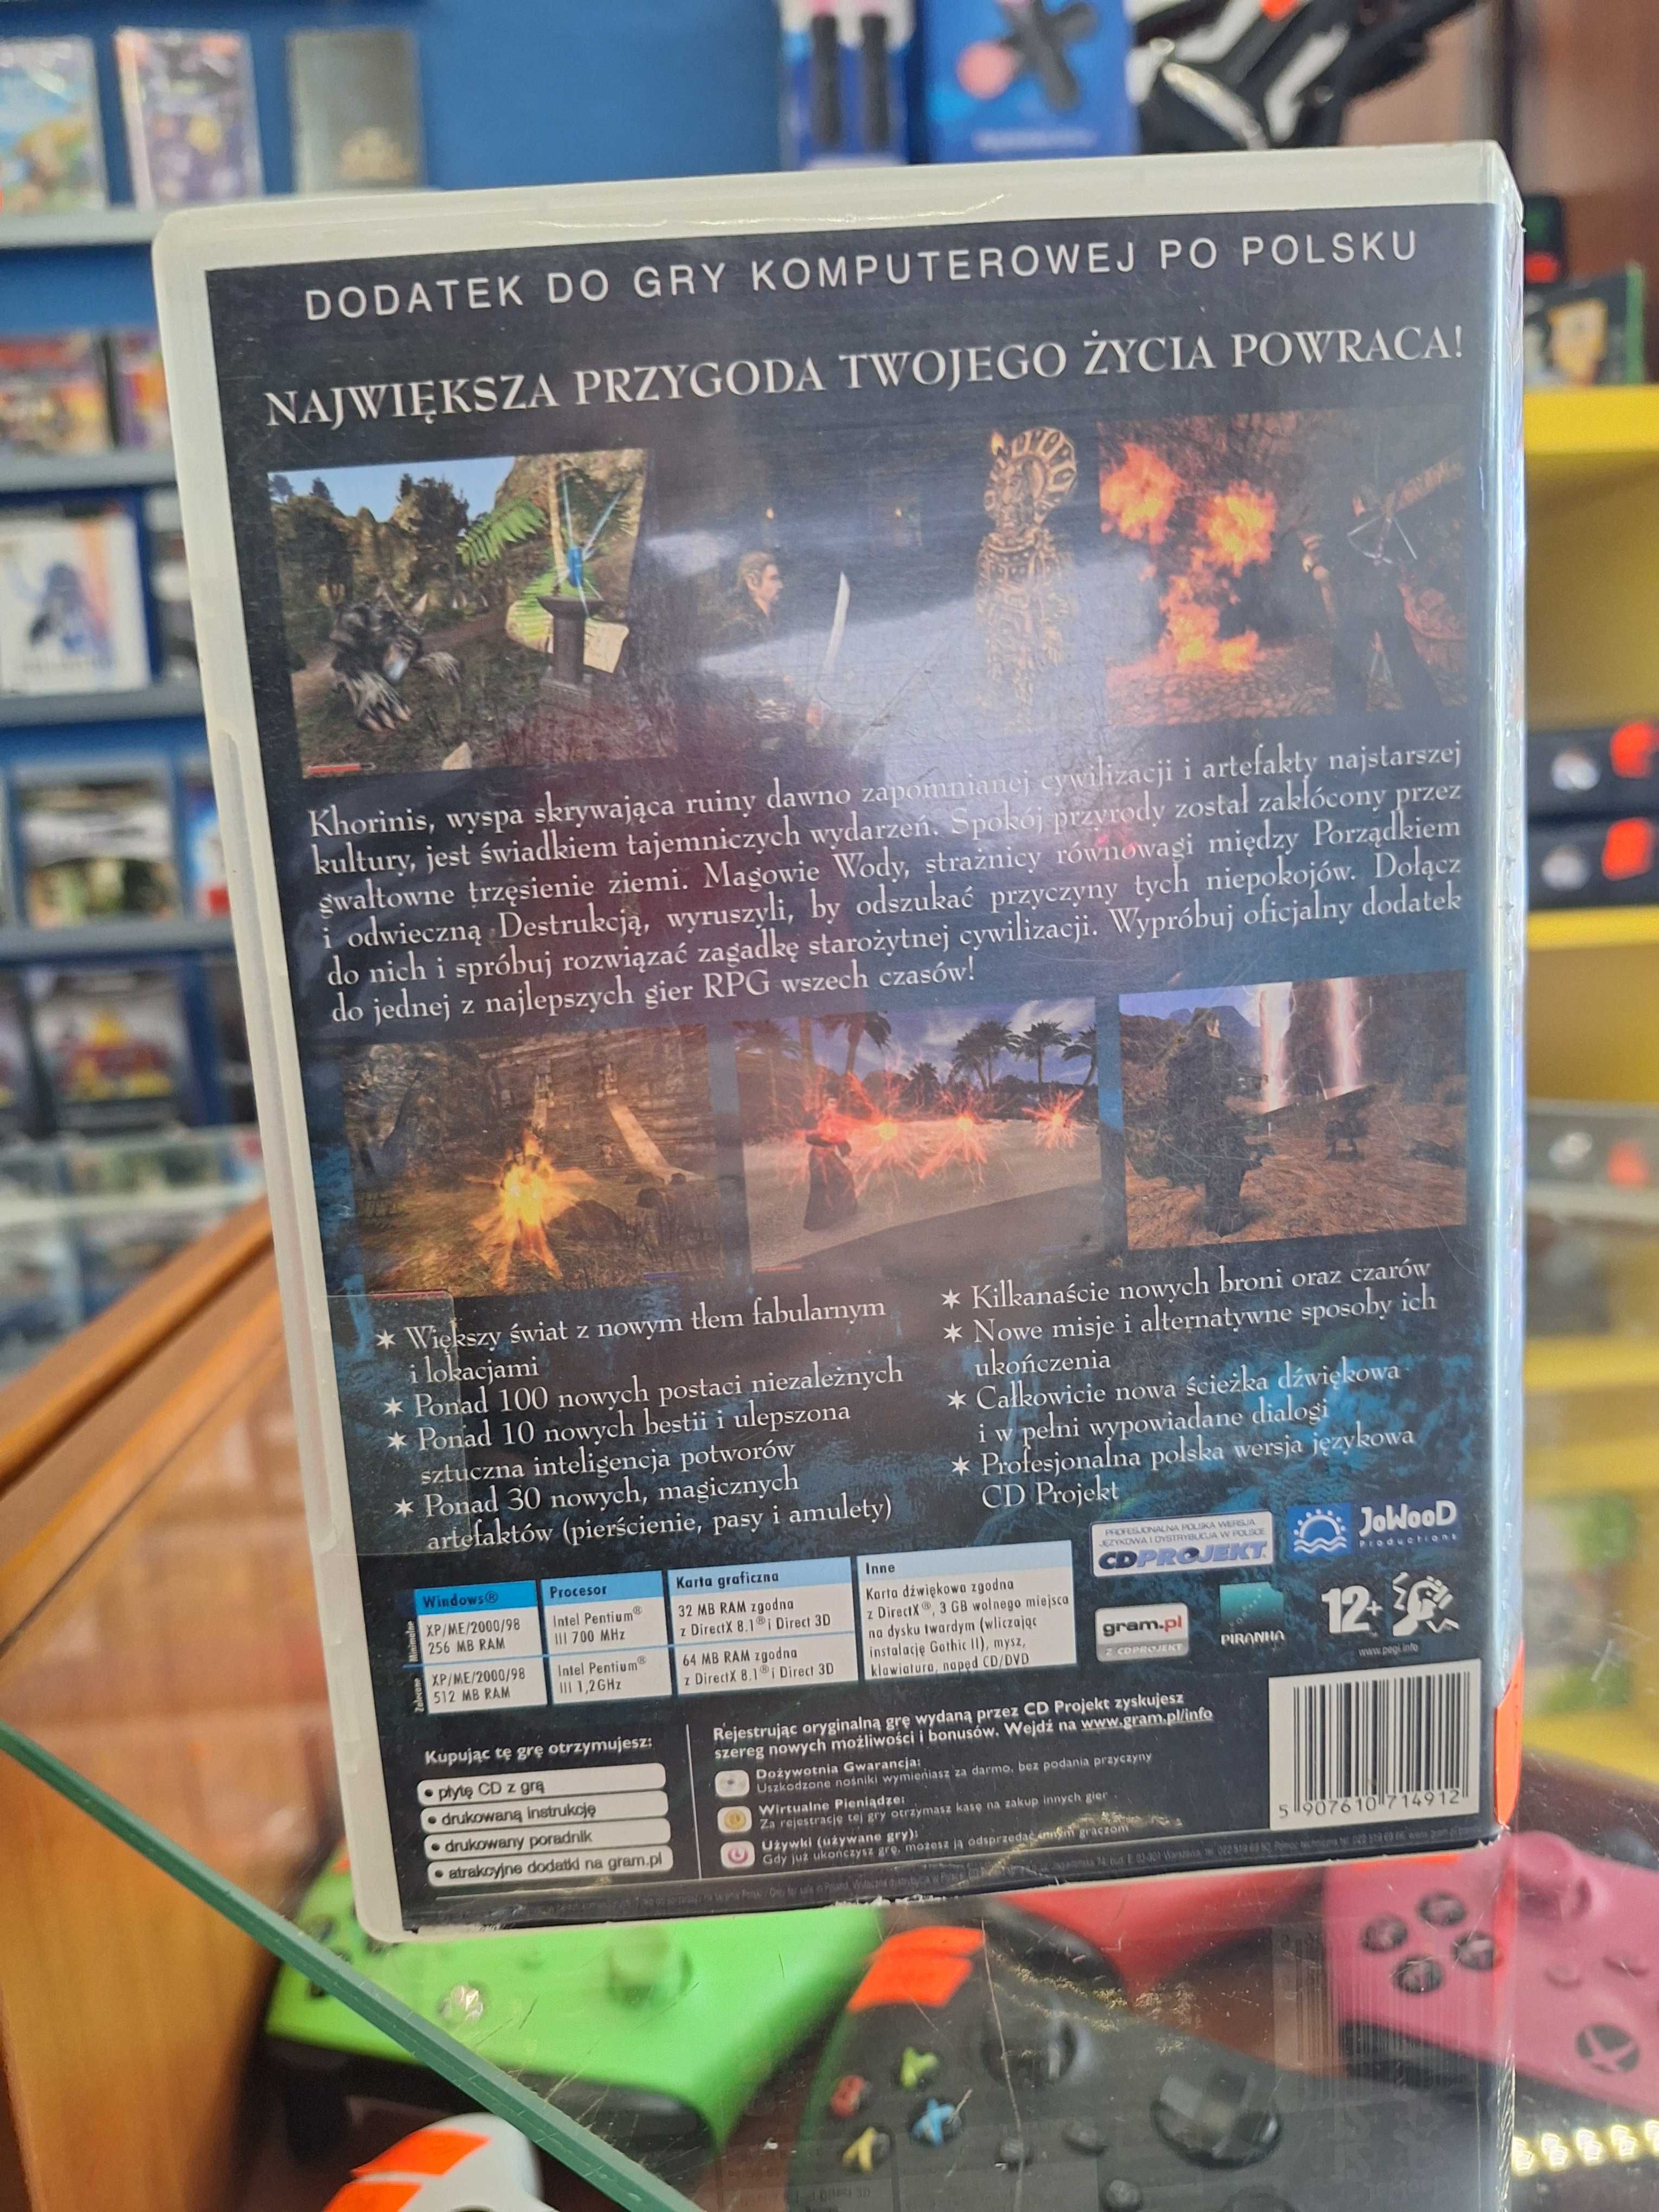 DODATEK DO GRY KOMPUTEROWEJ PO POLSKU
NAJWIĘKSZA PRZYGODA TWOJEGO ŻYCIA POWRACA!
Khorinis, wyspa skrywająca ruiny dawno zapomnianej cywilizacji i artefakty najstarszej
kultury, jest świadkiem tajemniczych wydarzeń. Spokój przyrody został zakłócony przez
gwałtowne trzęsienie ziemi. Magowie Wody, strażnicy równowagi między Porządkiem
i odwieczną Destrukcją, wyruszyli, by odszukać przyczyny tych niepokojów. Dołącz
do nich i spróbuj rozwiązać zagadkę starożytnej cywilizacji. Wypróbuj oficjalny dodatek
do jednej z najlepszych gier RPG wszech czasów!
✶ Większy świat z nowym tłem fabularnym
i lokacjami
✶ Ponad 100 nowych postaci niezależnych
✶ Ponad 10 nowych bestii i ulepszona
sztuczna inteligencja potworów
✶ Ponad 30 nowych, magicznych
artefaktów (pierścienie, pasy i amulety)
✶ Kilkanaście nowych broni oraz czarów
✶ Nowe misje i alternatywne sposoby ich
ukończenia
✶ Całkowicie nowa ścieżka dźwiękowa
i w pełni wypowiadane dialogi
✶ Profesjonalna polska wersja językowa
CD Projekt
PROFESJONALNA POLSKA WERSJA
JĘZYKOWA I DYSTRYBUCJA W POLSCE
CDPROJEKT
JoWooD
Productions
gram.pl
Z CDPROJEKT
PIRANHA
12+
www.pegi.info
Windows®
Procesor
Karta graficzna
Inne
Minimalne
XP/ME/2000/98
256 MB RAM
Intel Pentium®
III 700 MHz
32 MB RAM zgodna
z DirectX 8.1® i Direct 3D
Zalecane
XP/ME/2000/98
512 MB RAM
Intel Pentium®
III 1,2GHz
64 MB RAM zgodna
z DirectX 8.1® i Direct 3D
Karta dźwiękowa zgodna
z DirectX®, 3 GB wolnego miejsca
na dysku twardym (wliczając
instalację Gothic II), mysz,
klawiatura, napęd CD/DVD
Kupując tę grę otrzymujesz:
• płytę CD z grą
• drukowaną instrukcję
• drukowany poradnik
• atrakcyjne dodatki na gram.pl
Rejestrując oryginalną grę wydaną przez CD Projekt zyskujesz
szereg nowych możliwości i bonusów. Wejdź na www.gram.pl/info
Dożywotnia Gwarancja:
Uszkodzone nośniki wymieniasz za darmo, bez podania przyczyny
Wirtualne Pieniądze:
Za rejestrację tej gry otrzymasz kasę na zakup innych gier
Używki (używane gry):
Gdy już ukończysz grę, możesz ją odsprzedać innym graczom
5 907610 714912